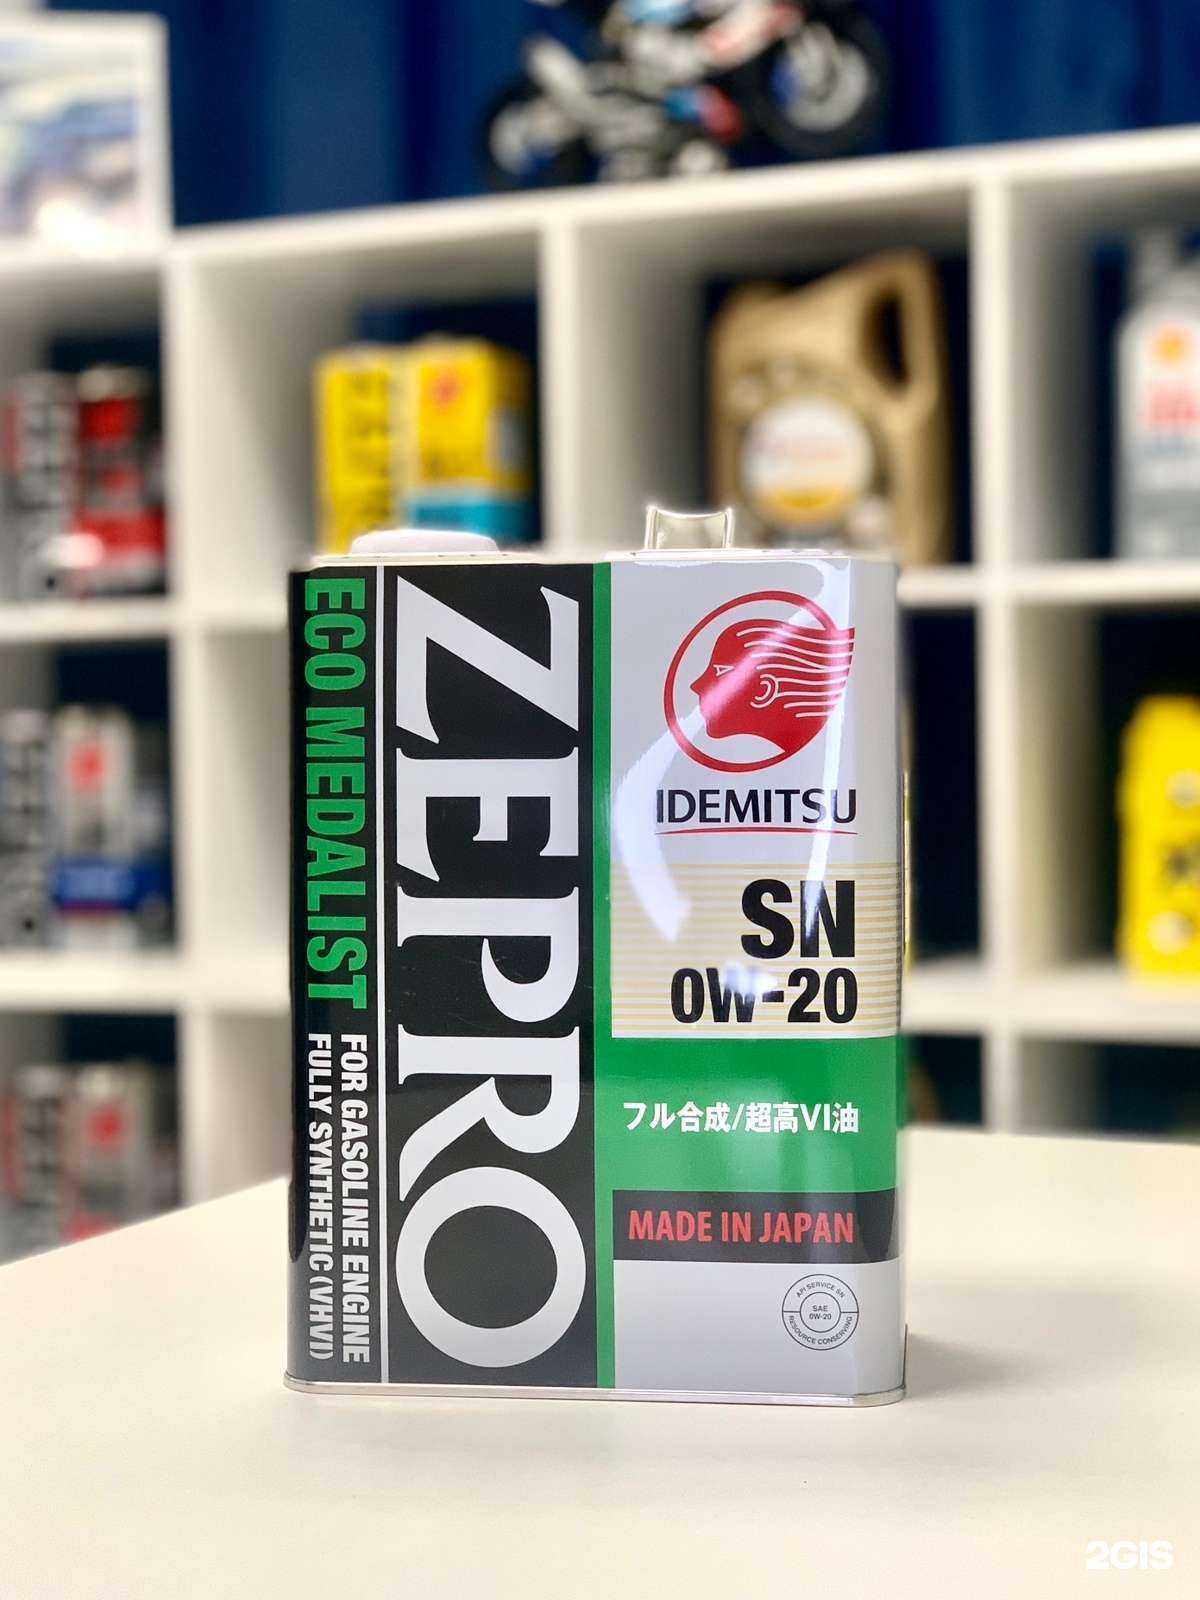 ZEPRO
ECO MEDALIST
FOR GASOLINE ENGINE
FULLY SYNTHETIC (VHVI)
IDEMITSU
SN
0W-20
フル合成/超高VI油
MADE IN JAPAN
API SERVICE SN
SAE
0W-20
RESOURCE CONSERVING
2GIS